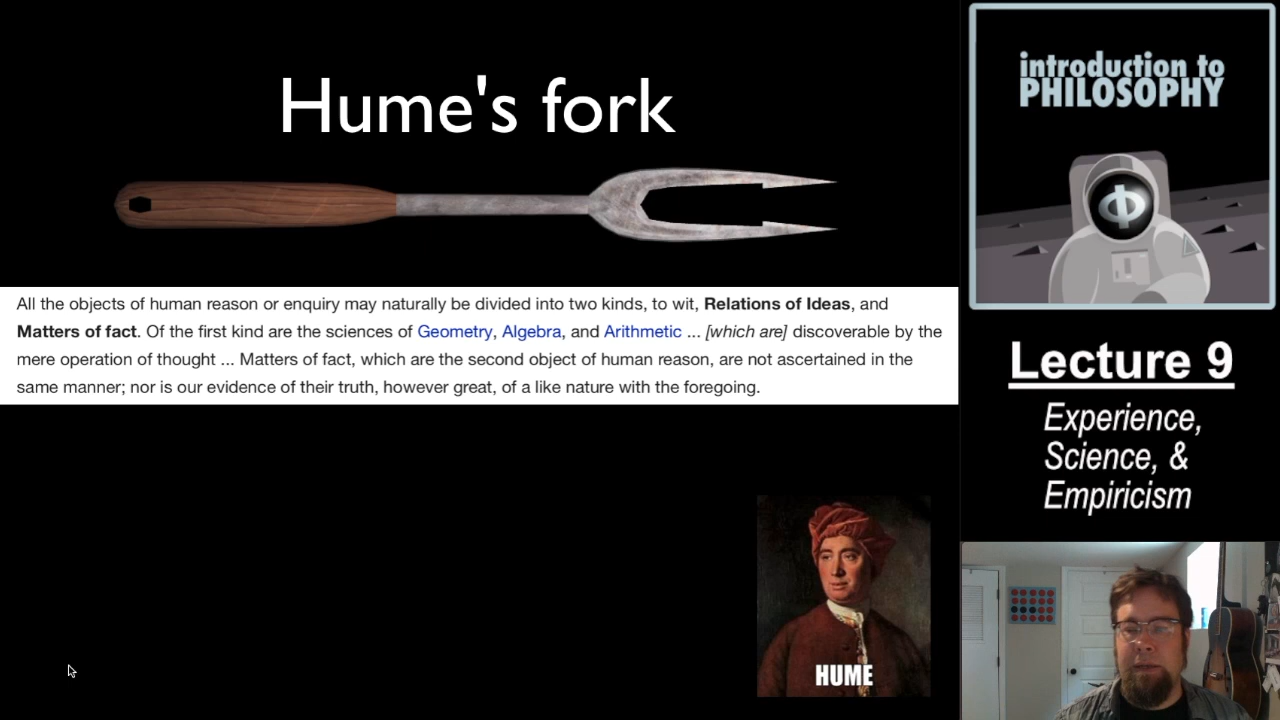 Hume's fork
All the objects of human reason or enquiry may naturally be divided into two kinds, to wit, Relations of Ideas, and
Matters of fact. Of the first kind are the sciences of Geometry, Algebra, and Arithmetic ... [which are] discoverable by the
mere operation of thought ... Matters of fact, which are the second object of human reason, are not ascertained in the
same manner; nor is our evidence of their truth, however great, of a like nature with the foregoing.
HUME
introduction to
PHILOSOPHY
Φ
Lecture 9
Experience,
Science, &
Empiricism